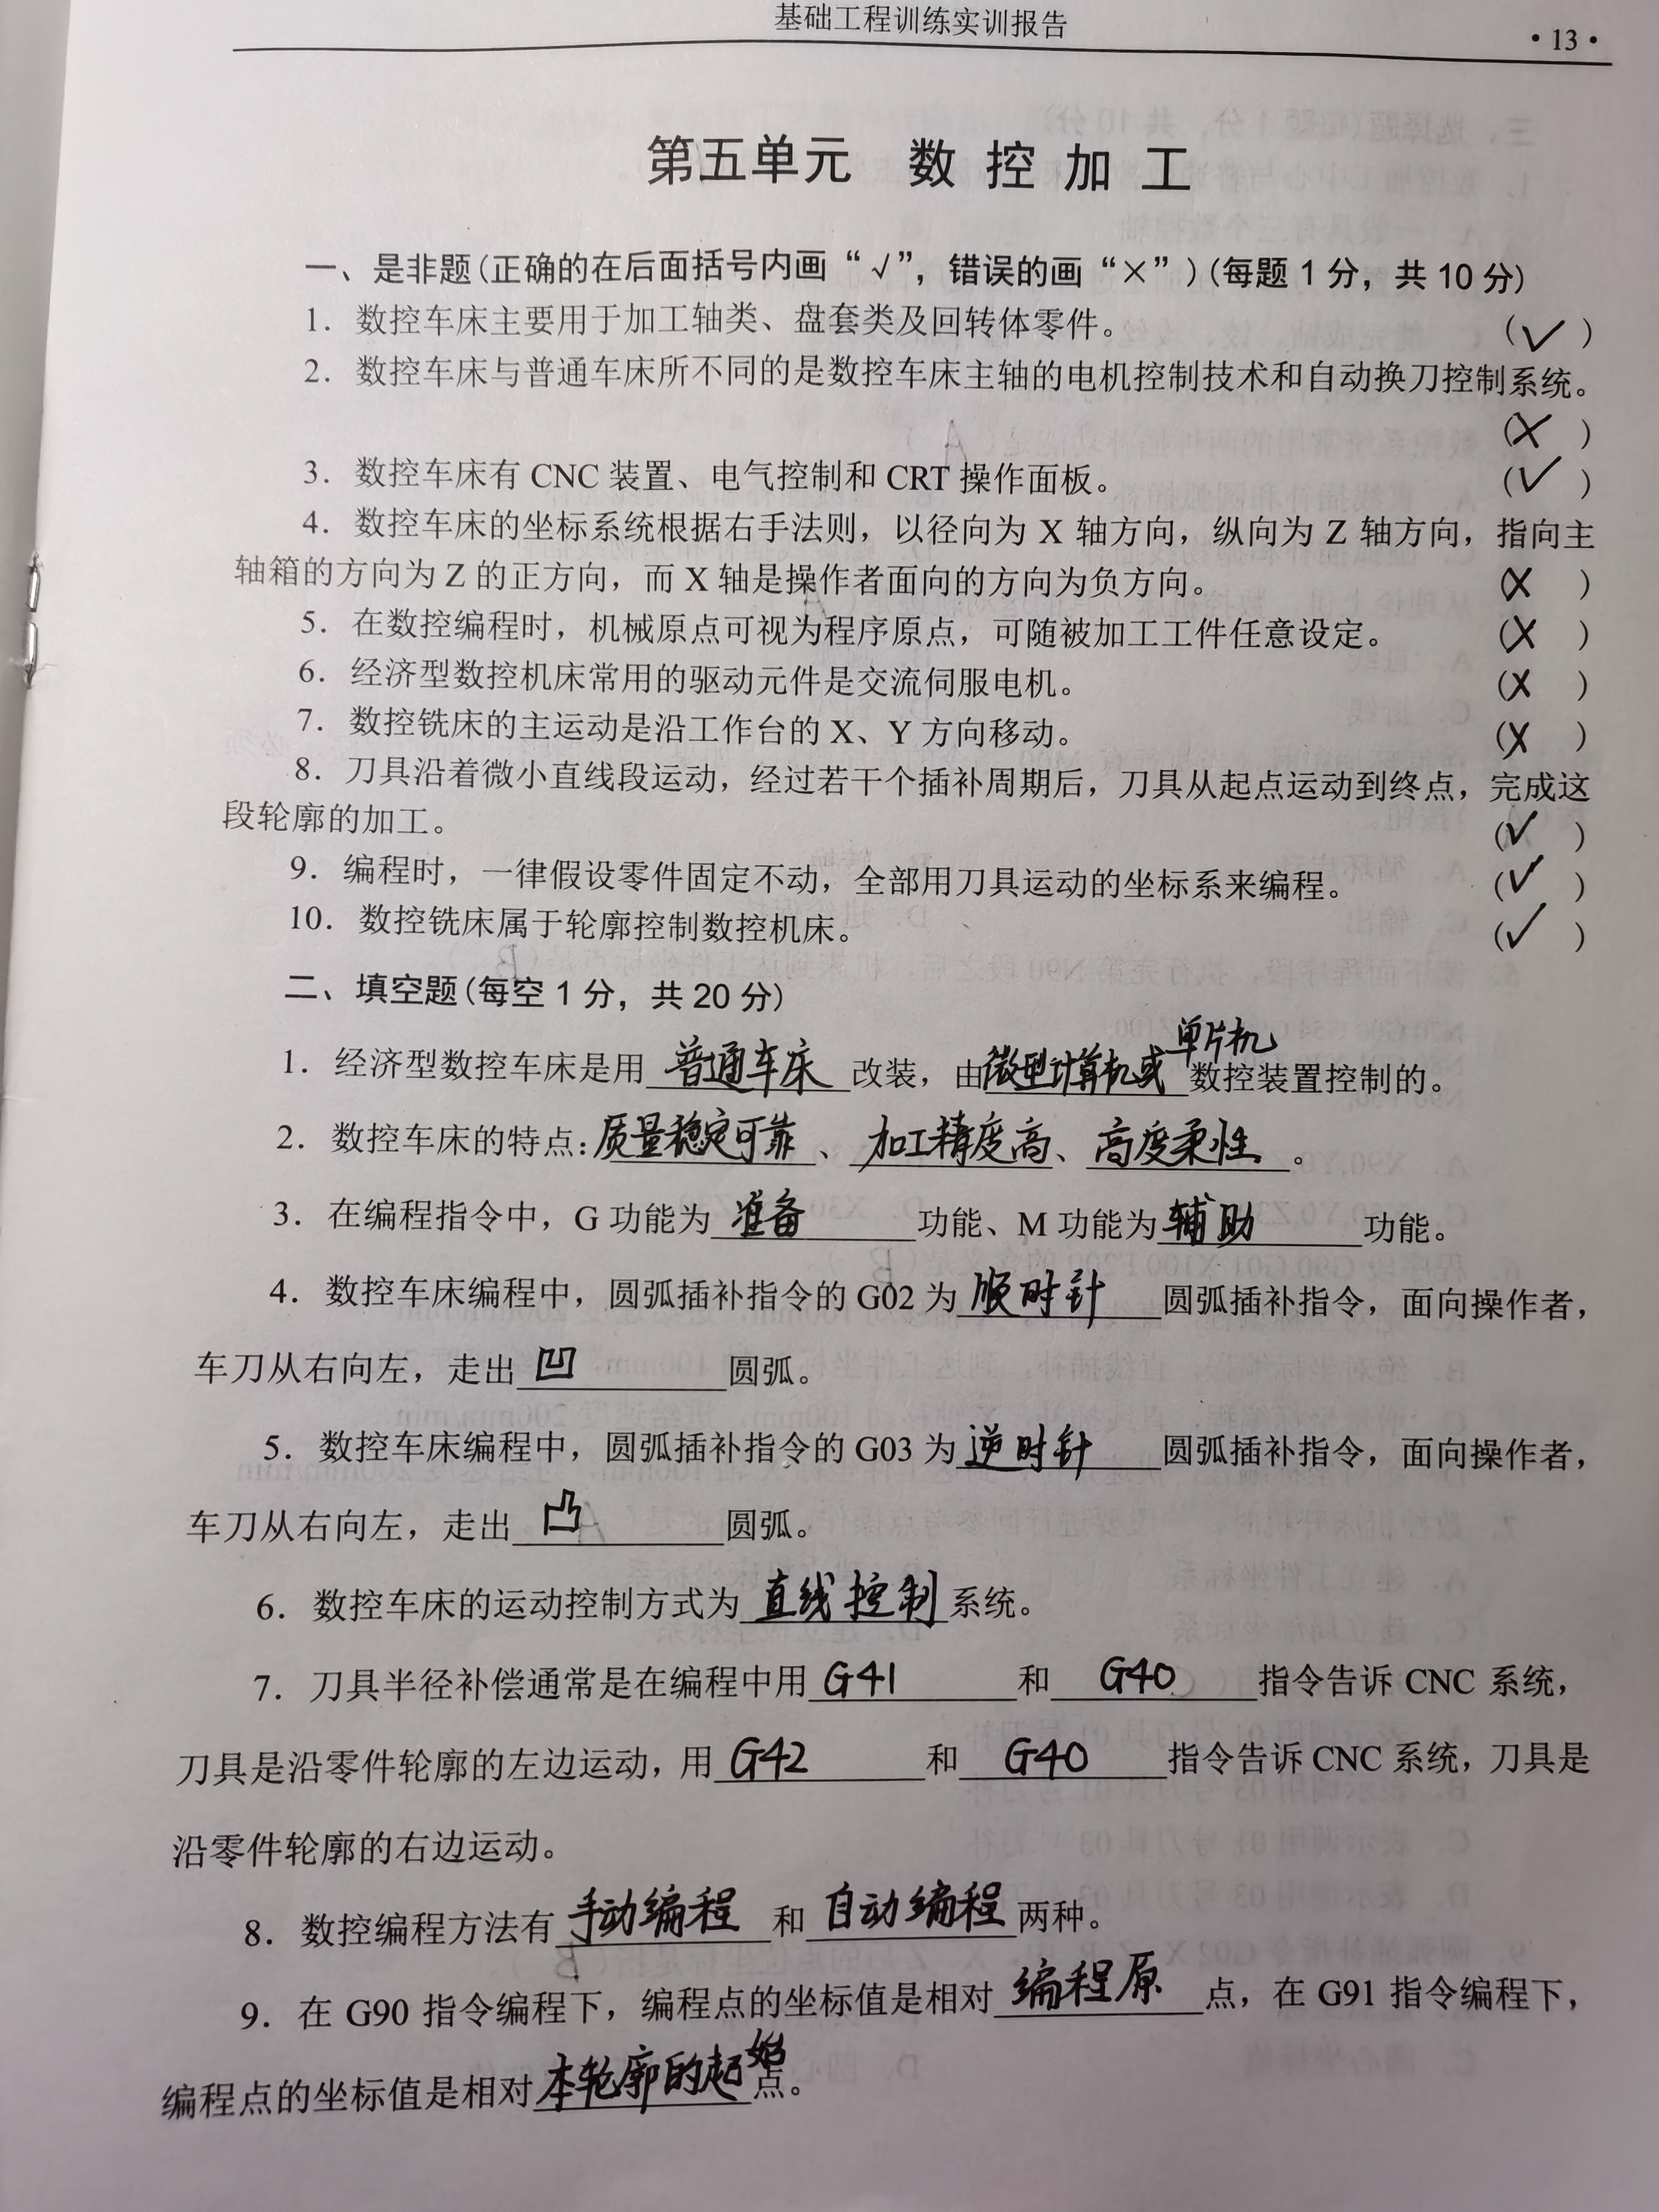 基础工程训练实训报告
·13·
第五单元 数控加工
一、是非题(正确的在后面括号内画“√”，错误的画“×”)(每题1分，共10分)
1. 数控车床主要用于加工轴类、盘套类及回转体零件。 (√)
2. 数控车床与普通车床所不同的是数控车床主轴的电机控制技术和自动换刀控制系统。
(×)
3. 数控车床有 CNC 装置、电气控制和 CRT 操作面板。 (√)
4. 数控车床的坐标系统根据右手法则，以径向为 X 轴方向，纵向为 Z 轴方向，指向主
轴箱的方向为 Z 的正方向，而 X 轴是操作者面向的方向为负方向。 (×)
5. 在数控编程时，机械原点可视为程序原点，可随被加工工件任意设定。 (×)
6. 经济型数控机床常用的驱动元件是交流伺服电机。 (×)
7. 数控铣床的主运动是沿工作台的 X、Y 方向移动。 (×)
8. 刀具沿着微小直线段运动，经过若干个插补周期后，刀具从起点运动到终点，完成这
段轮廓的加工。 (√)
9. 编程时，一律假设零件固定不动，全部用刀具运动的坐标系来编程。 (√)
10. 数控铣床属于轮廓控制数控机床。 (√)
二、填空题(每空1分，共20分)
1. 经济型数控车床是用 普通车床 改装，由微型计算机或单片机数控装置控制的。
2. 数控车床的特点：质量稳定可靠、加工精度高、高度柔性。
3. 在编程指令中，G 功能为 准备 功能、M 功能为 辅助 功能。
4. 数控车床编程中，圆弧插补指令的 G02 为 顺时针 圆弧插补指令，面向操作者，
车刀从右向左，走出 凹 圆弧。
5. 数控车床编程中，圆弧插补指令的 G03 为 逆时针 圆弧插补指令，面向操作者，
车刀从右向左，走出 凸 圆弧。
6. 数控车床的运动控制方式为 直线控制 系统。
7. 刀具半径补偿通常是在编程中用 G41 和 G40 指令告诉 CNC 系统，
刀具是沿零件轮廓的左边运动，用 G42 和 G40 指令告诉 CNC 系统，刀具是
沿零件轮廓的右边运动。
8. 数控编程方法有 手动编程 和 自动编程 两种。
9. 在 G90 指令编程下，编程点的坐标值是相对 编程原 点，在 G91 指令编程下，
编程点的坐标值是相对本轮廓的起始点。